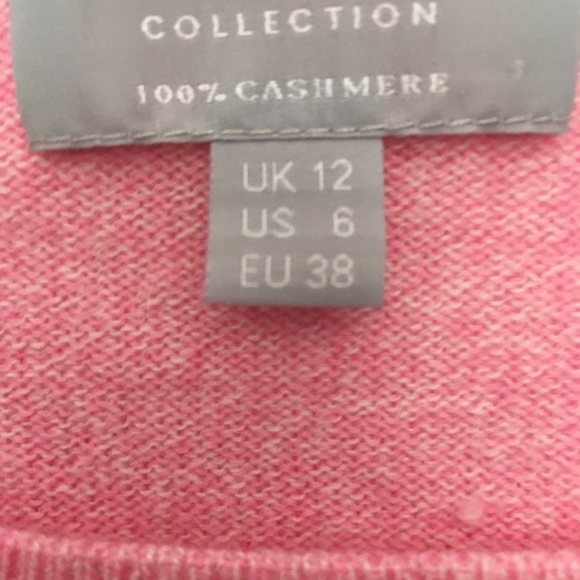 COLLECTION
100% CASHMERE
UK 12
US 6
EU 38